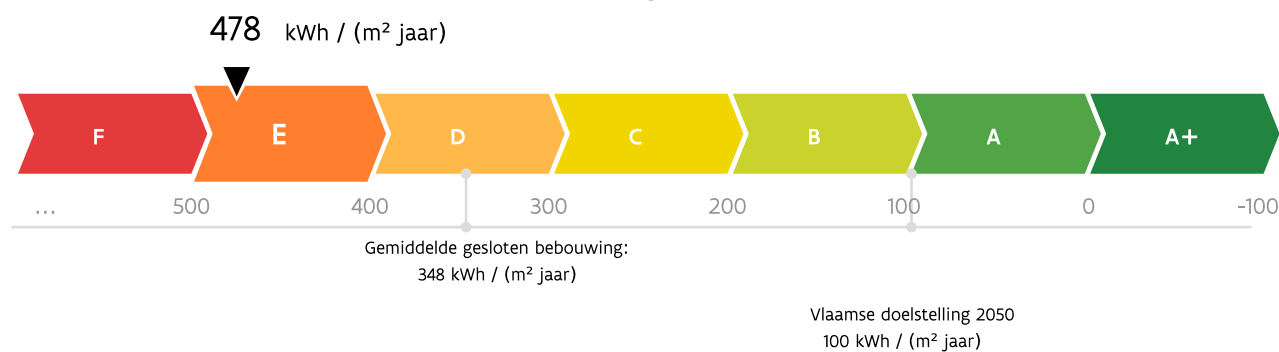 478 kWh / (m² jaar)
F E D C B A A+
... 500 400 300 200 100 0 -100
Gemiddelde gesloten bebouwing:
348 kWh / (m² jaar)
Vlaamse doelstelling 2050
100 kWh / (m² jaar)